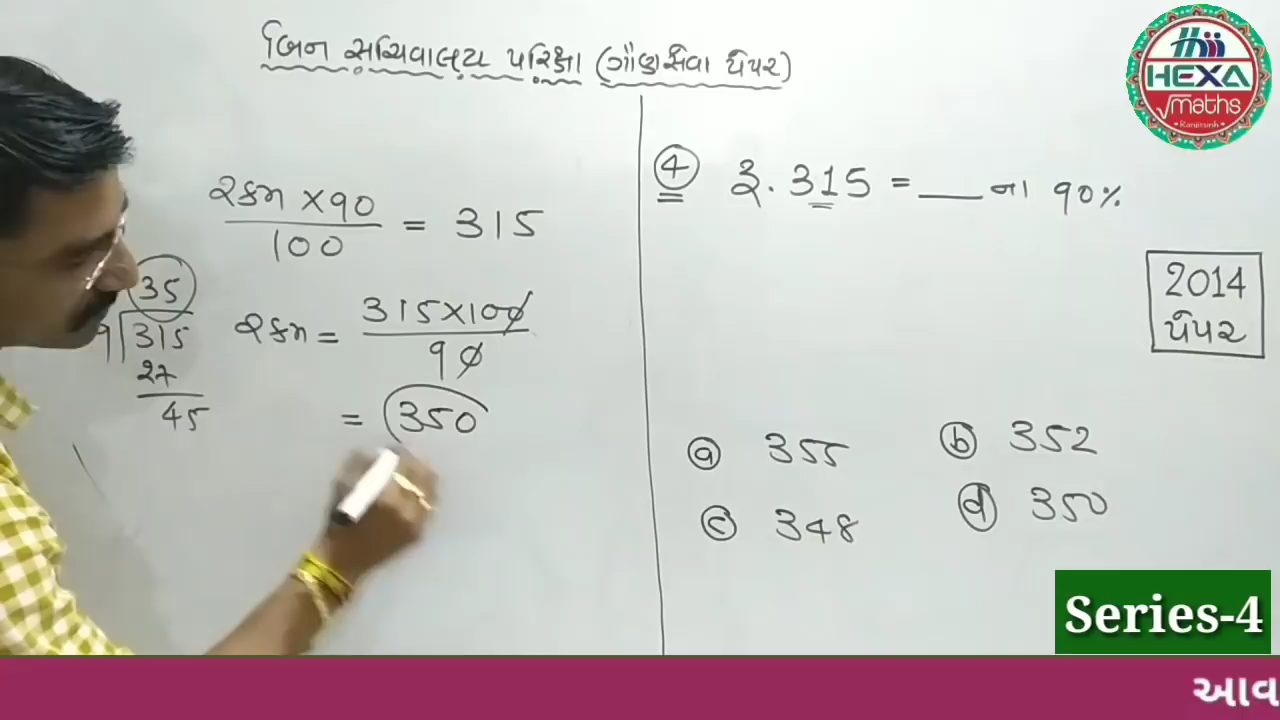 બિન સચિવાલય પરિક્ષા (ગૌણસેવા પેપર)
HEXA
maths
Ranjitsinh
રકમ × 90
100
= 315
35
9 315
27
45
રકમ = 315×100
90
= 350
4 રૂ. 315 = ___ ના 90%
2014
પેપર
a 355
b 352
c 348
d 350
Series-4
આવ